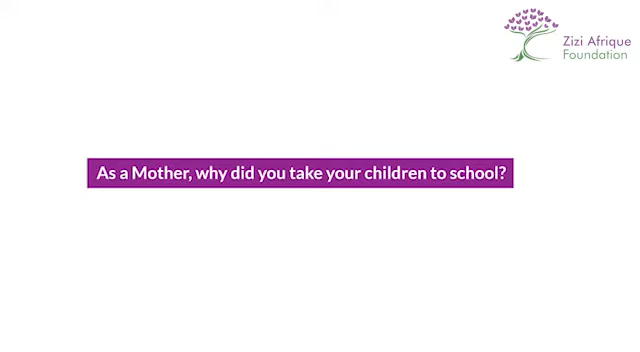 Zizi Afrique
Foundation
As a Mother, why did you take your children to school?